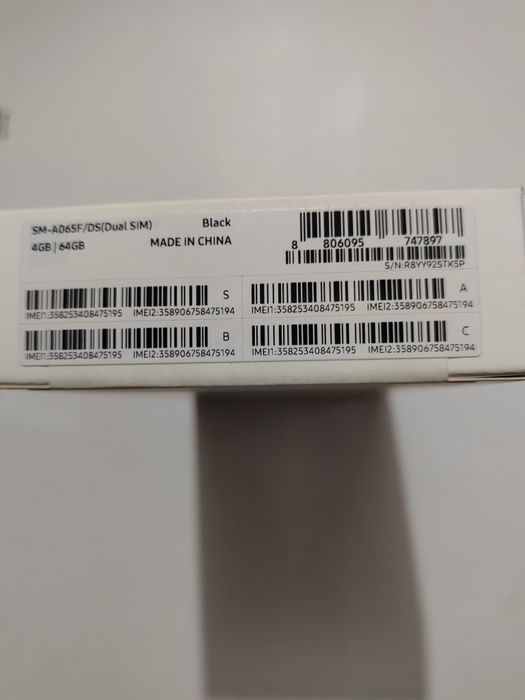 SM-A065F/DS(Dual SIM) Black
4GB | 64GB MADE IN CHINA
8 806095 747897
S/N:R8YY92STK5P
S
IMEI1:358253408475195 IMEI2:358906758475194
A
IMEI1:358253408475195 IMEI2:358906758475194
B
IMEI1:358253408475195 IMEI2:358906758475194
C
IMEI1:358253408475195 IMEI2:358906758475194